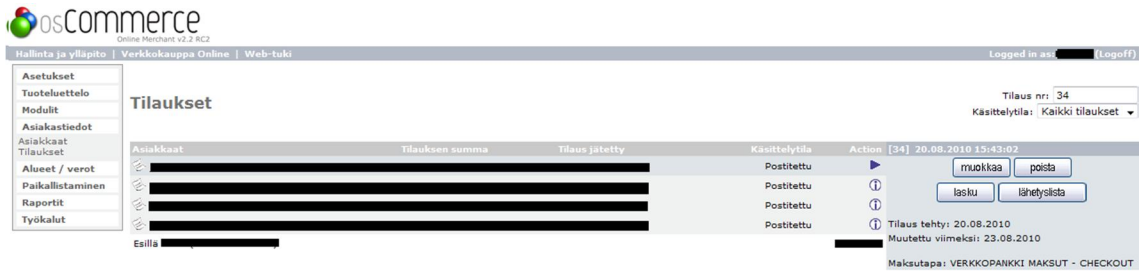 osCommerce
Online Merchant v2.2 RC2
Hallinta ja ylläpito | Verkkokauppa Online | Web-tuki
Logged in as: (Logoff)
Asetukset
Tuoteluettelo
Modulit
Asiakastiedot
Asiakkaat
Tilaukset
Alueet / verot
Paikallistaminen
Raportit
Työkalut
Tilaukset
Tilaus nr: 34
Käsittelytila: Kaikki tilaukset
Asiakkaat Tilauksen summa Tilaus jätetty Käsittelytila Action
Postitettu
Postitettu
Postitettu
Postitettu
Esillä
[34] 20.08.2010 15:43:02
muokkaa poista
lasku lähetyslista
Tilaus tehty: 20.08.2010
Muutettu viimeksi: 23.08.2010
Maksutapa: VERKKOPANKKI MAKSUT - CHECKOUT